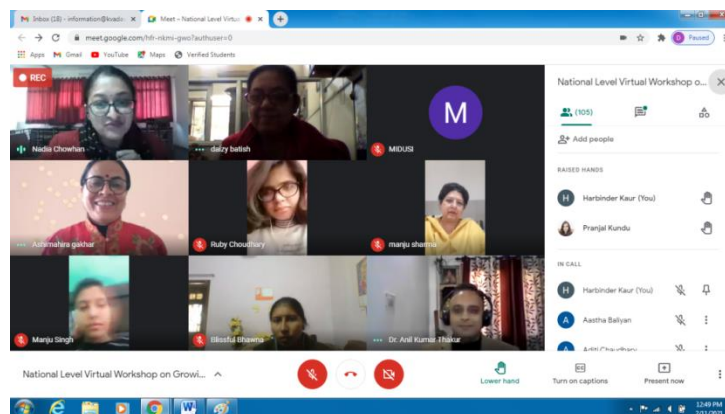 Inbox (18) - information@kvadz
Meet – National Level Virtu
meet.google.com/hfr-nkmi-gwo?authuser=0
Paused
Apps Gmail YouTube Maps Verified Students
REC
Nadia Chowhan
daizy batish
M
MIDUSI
Ashimahira gakhar
Ruby Choudhary
manju sharma
Manju Singh
Blissful Bhawna
Dr. Anil Kumar Thakur
National Level Virtual Workshop o...
(105)
Add people
RAISED HANDS
H Harbinder Kaur (You)
Pranjal Kundu
IN CALL
H Harbinder Kaur (You)
A Aastha Baliyan
A Aditi Chaudhary
National Level Virtual Workshop on Growi...
Lower hand
Turn on captions
Present now
12:49 PM